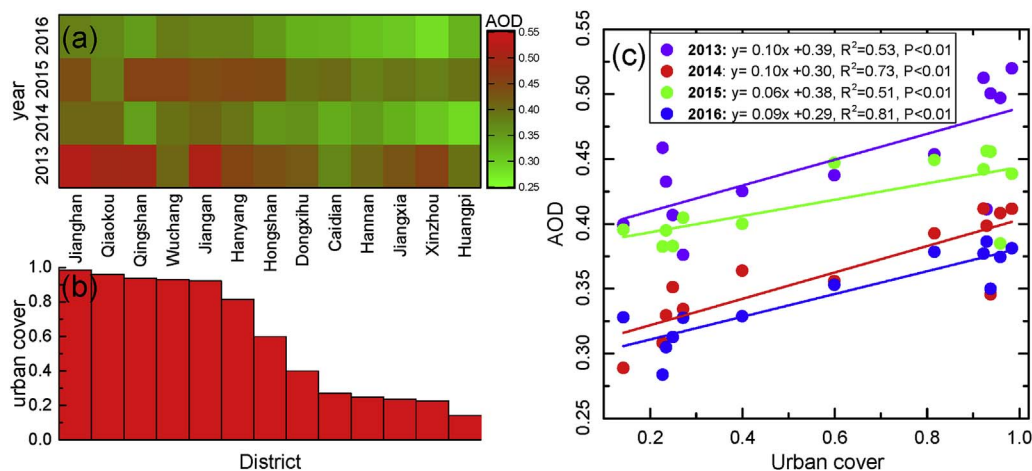 (a)
AOD
year
2016
2015
2014
2013
0.55
0.50
0.45
0.40
0.35
0.30
0.25
Jianghan
Qiaokou
Qingshan
Wuchang
Jiangan
Hanyang
Hongshan
Dongxihu
Caidian
Hannan
Jiangxia
Xinzhou
Huangpi
(b)
urban cover
1.0
0.8
0.6
0.4
0.2
0.0
District
(c)
2013: y= 0.10x +0.39, R²=0.53, P<0.01
2014: y= 0.10x +0.30, R²=0.73, P<0.01
2015: y= 0.06x +0.38, R²=0.51, P<0.01
2016: y= 0.09x +0.29, R²=0.81, P<0.01
AOD
0.55
0.50
0.45
0.40
0.35
0.30
0.25
0.2 0.4 0.6 0.8 1.0
Urban cover